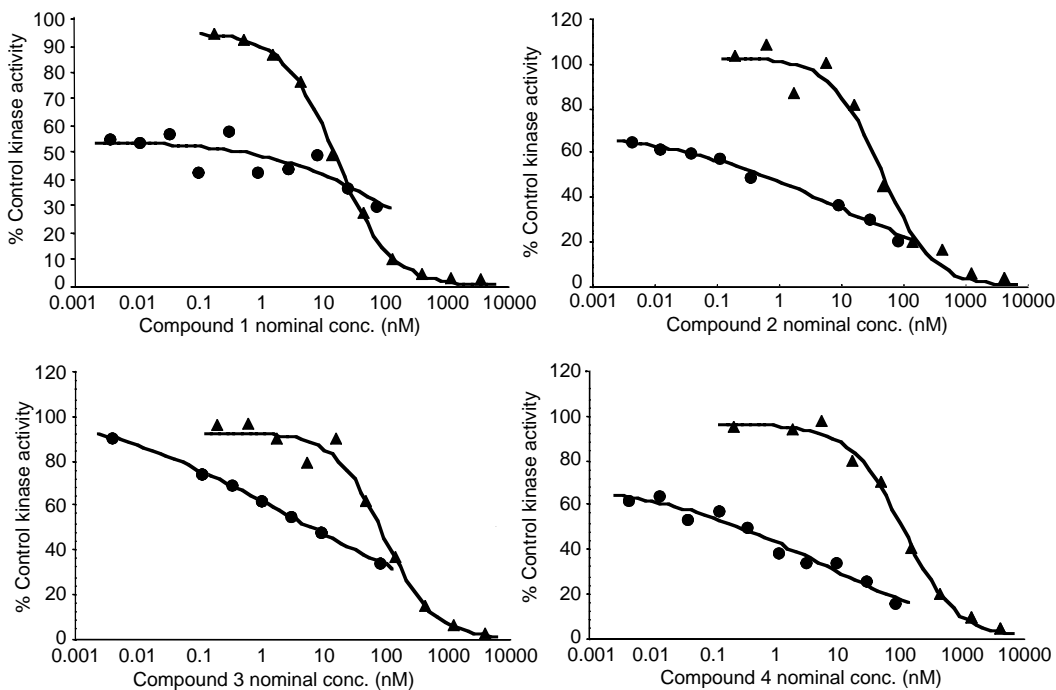 % Control kinase activity
100
90
80
70
60
50
40
30
20
10
0
0.001 0.01 0.1 1 10 100 1000 10000
Compound 1 nominal conc. (nM)
% Control kinase activity
120
100
80
60
40
20
0
0.001 0.01 0.1 1 10 100 1000 10000
Compound 2 nominal conc. (nM)
% Control kinase activity
120
100
80
60
40
20
0
0.001 0.01 0.1 1 10 100 1000 10000
Compound 3 nominal conc. (nM)
% Control kinase activity
120
100
80
60
40
20
0
0.001 0.01 0.1 1 10 100 1000 10000
Compound 4 nominal conc. (nM)